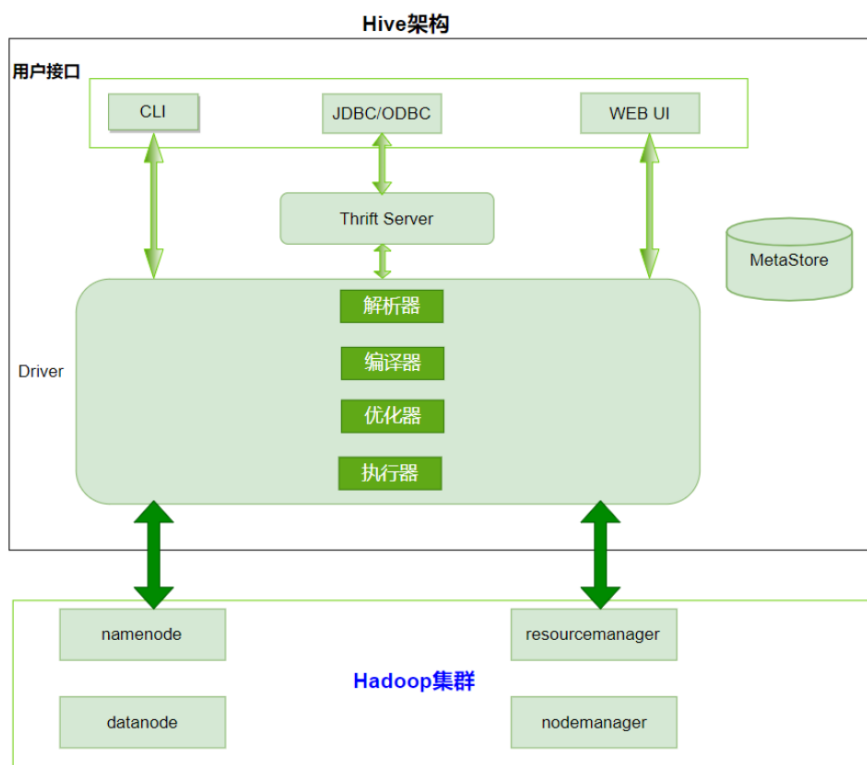 Hive架构
用户接口
CLI
JDBC/ODBC
WEB UI
Thrift Server
MetaStore
解析器
编译器
Driver
优化器
执行器
namenode
resourcemanager
Hadoop集群
datanode
nodemanager